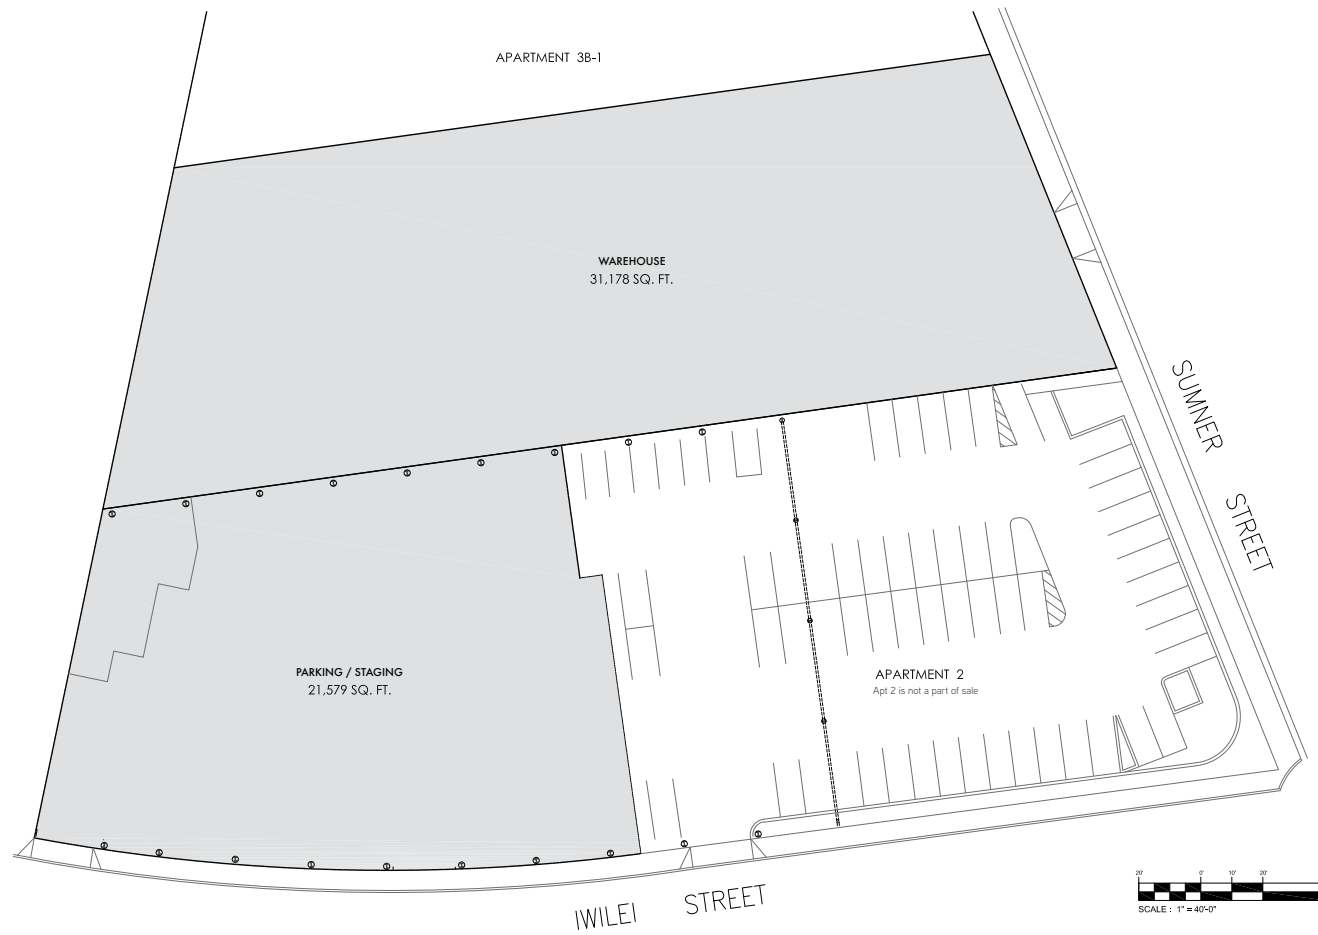 APARTMENT 3B-1
WAREHOUSE
31,178 SQ. FT.
SUMNER STREET
PARKING / STAGING
21,579 SQ. FT.
APARTMENT 2
Apt 2 is not a part of sale
IWILEI STREET
20' 0' 10' 20'
SCALE : 1" = 40'-0"